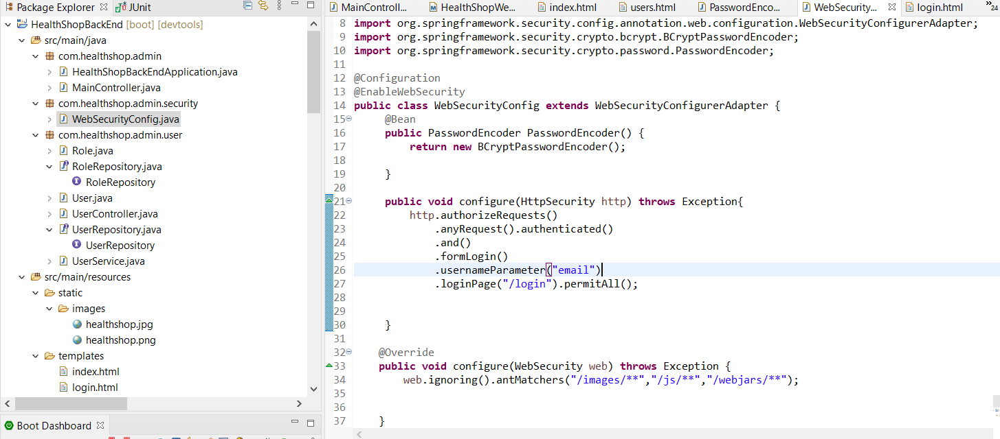 Package Explorer
JUnit
HealthShopBackEnd [boot] [devtools]
src/main/java
com.healthshop.admin
HealthShopBackEndApplication.java
MainController.java
com.healthshop.admin.security
WebSecurityConfig.java
com.healthshop.admin.user
Role.java
RoleRepository.java
RoleRepository
User.java
UserController.java
UserRepository.java
UserRepository
UserService.java
src/main/resources
static
images
healthshop.jpg
healthshop.png
templates
index.html
login.html
Boot Dashboard
MainControll... HealthShopWe... index.html users.html PasswordEnco... WebSecurity... login.html 24
8 import org.springframework.security.config.annotation.web.configuration.WebSecurityConfigurerAdapter;
9 import org.springframework.security.crypto.bcrypt.BCryptPasswordEncoder;
10 import org.springframework.security.crypto.password.PasswordEncoder;
11
12 @Configuration
13 @EnableWebSecurity
14 public class WebSecurityConfig extends WebSecurityConfigurerAdapter {
15 @Bean
16 public PasswordEncoder PasswordEncoder() {
17 return new BCryptPasswordEncoder();
18
19 }
20
21 public void configure(HttpSecurity http) throws Exception{
22 http.authorizeRequests()
23 .anyRequest().authenticated()
24 .and()
25 .formLogin()
26 .usernameParameter("email")
27 .loginPage("/login").permitAll();
28
29
30 }
31
32 @Override
33 public void configure(WebSecurity web) throws Exception {
34 web.ignoring().antMatchers("/images/**","/js/**","/webjars/**");
35
36
37 }